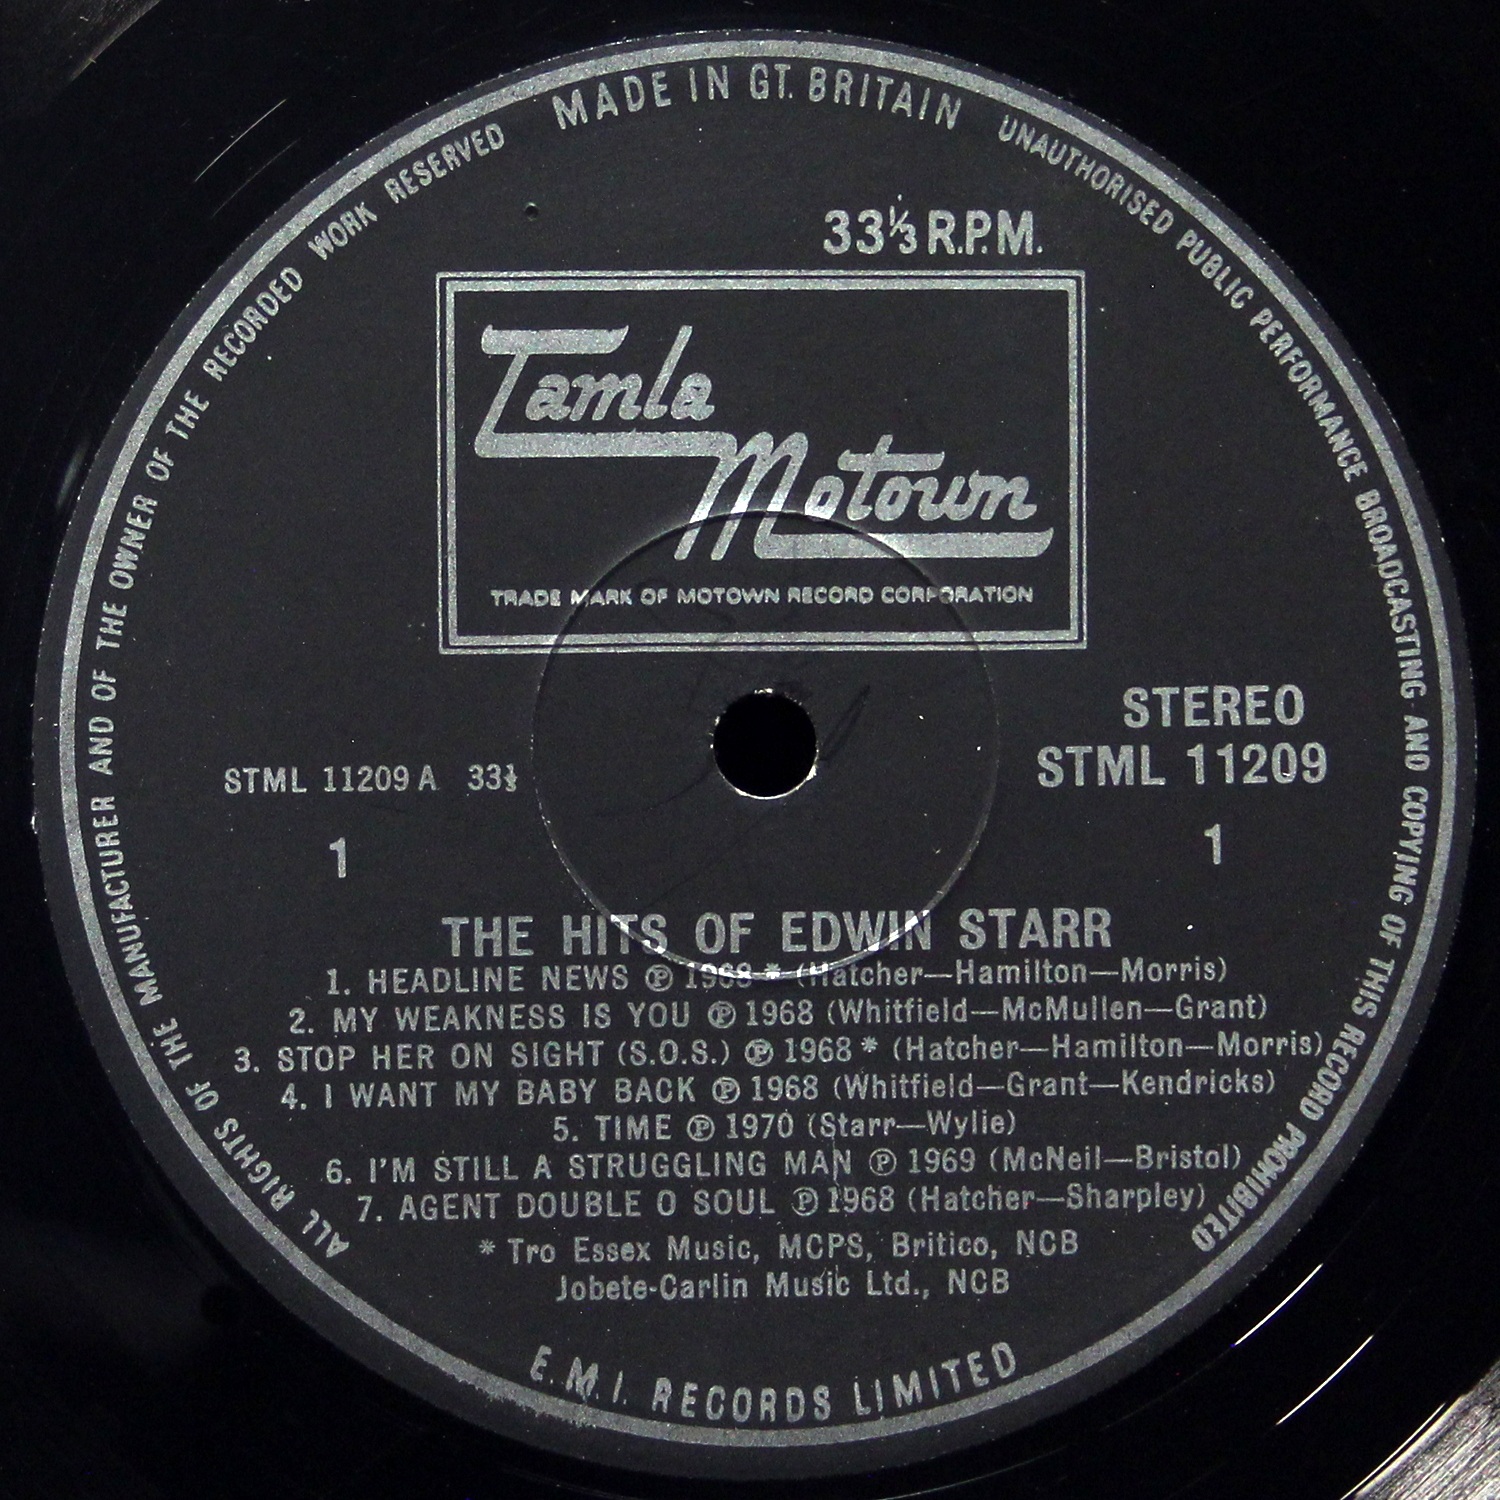 MADE IN GT. BRITAIN
UNAUTHORISED PUBLIC PERFORMANCE BROADCASTING AND COPYING OF THIS RECORD PROHIBITED
ALL RIGHTS OF THE MANUFACTURER AND OF THE OWNER OF THE RECORDED WORK RESERVED
33⅓ R.P.M.
Tamla
Motown
TRADE MARK OF MOTOWN RECORD CORPORATION
STEREO
STML 11209
STML 11209 A 33⅓
1
1
THE HITS OF EDWIN STARR
1. HEADLINE NEWS ℗ 1968 * (Hatcher—Hamilton—Morris)
2. MY WEAKNESS IS YOU ℗ 1968 (Whitfield—McMullen—Grant)
3. STOP HER ON SIGHT (S.O.S.) ℗ 1968 * (Hatcher—Hamilton—Morris)
4. I WANT MY BABY BACK ℗ 1968 (Whitfield—Grant—Kendricks)
5. TIME ℗ 1970 (Starr—Wylie)
6. I'M STILL A STRUGGLING MAN ℗ 1969 (McNeil—Bristol)
7. AGENT DOUBLE O SOUL ℗ 1968 (Hatcher—Sharpley)
* Tro Essex Music, MCPS, Britico, NCB
Jobete-Carlin Music Ltd., NCB
E.M.I. RECORDS LIMITED